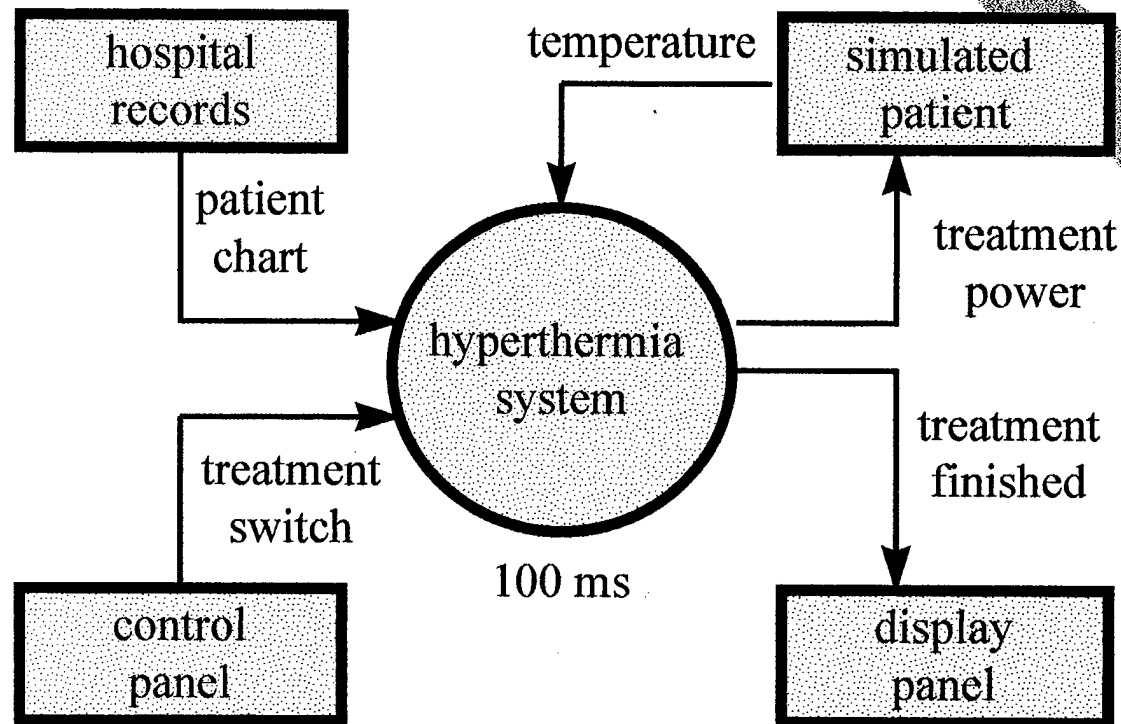 hospital
records
temperature
simulated
patient
patient
chart
treatment
power
hyperthermia
system
treatment
switch
treatment
finished
100 ms
control
panel
display
panel